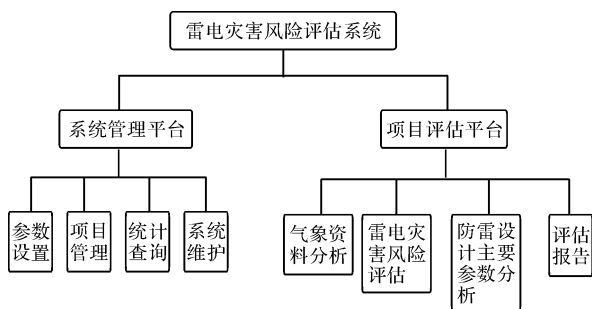 雷电灾害风险评估系统
系统管理平台
项目评估平台
参数
设置
项目
管理
统计
查询
系统
维护
气象资
料分析
雷电灾
害风险
评估
防雷设
计主要
参数分
析
评估
报告